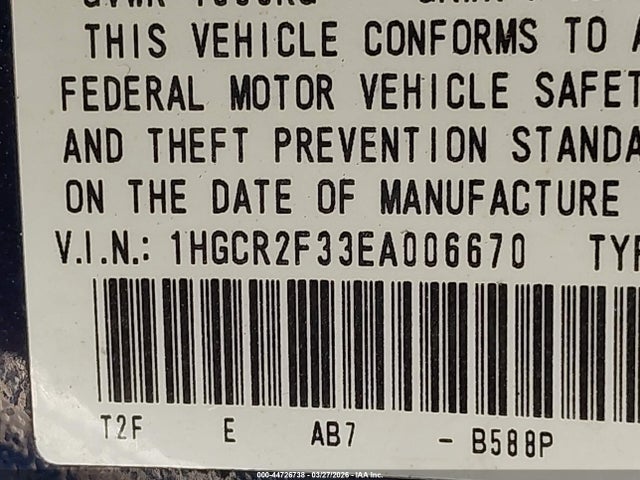 THIS VEHICLE CONFORMS TO A
FEDERAL MOTOR VEHICLE SAFET
AND THEFT PREVENTION STANDA
ON THE DATE OF MANUFACTURE
V.I.N.: 1HGCR2F33EA006670 TYP
T2F E AB7 - B588P
000-44726738 | 03/27/2026 | IAA Inc.